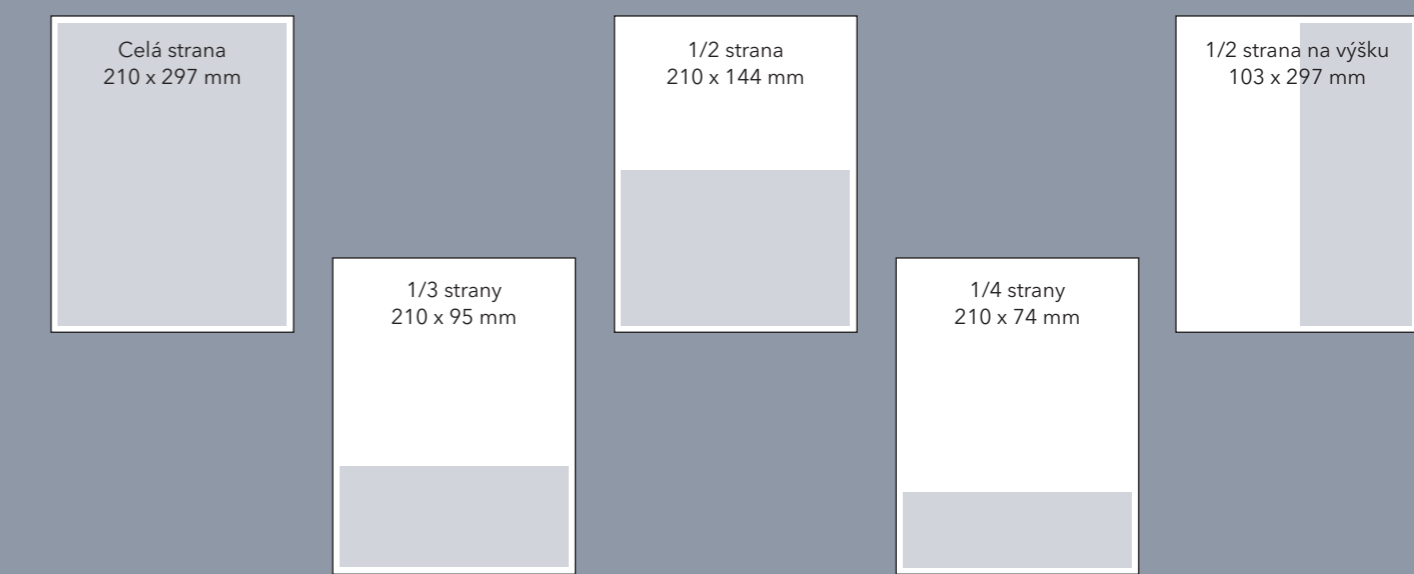 Celá strana
210 x 297 mm
1/2 strana
210 x 144 mm
1/2 strana na výšku
103 x 297 mm
1/3 strany
210 x 95 mm
1/4 strany
210 x 74 mm